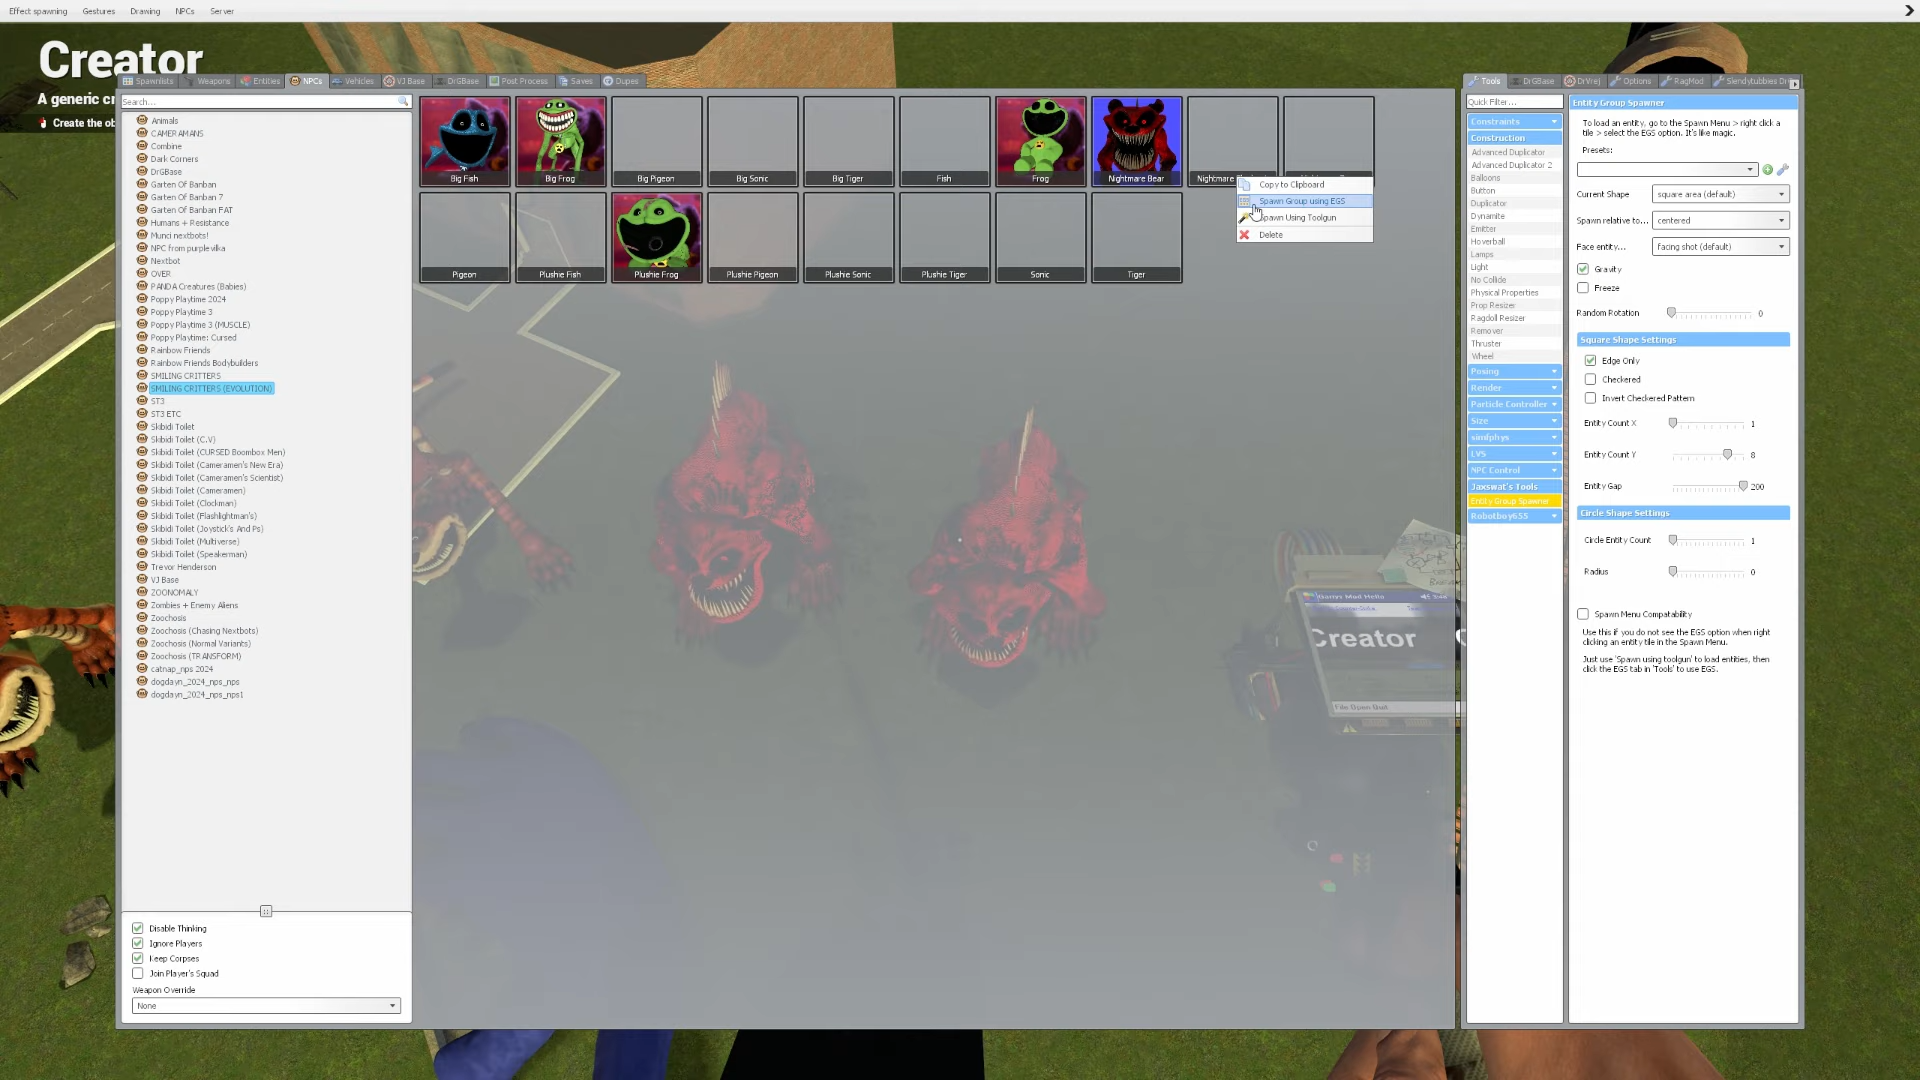 Effect spawning Gestures Drawing NPCs Server
Creator
A generic cr
Create the ob
Spawnlists Weapons Entities NPCs Vehicles VJ Base DrGBase Post Process Saves Dupes
Search...
Animals
CAMERAMANS
Combine
Dark Corners
DrGBase
Garten Of Banban
Garten Of Banban 7
Garten Of Banban FAT
Humans + Resistance
Munci nextbots!
NPC from purplevilka
Nextbot
OVER
PANDA Creatures (Babies)
Poppy Playtime 2024
Poppy Playtime 3
Poppy Playtime 3 (MUSCLE)
Poppy Playtime: Cursed
Rainbow Friends
Rainbow Friends Bodybuilders
SMILING CRITTERS
SMILING CRITTERS (EVOLUTION)
ST3
ST3 ETC
Skibidi Toilet
Skibidi Toilet (C.V)
Skibidi Toilet (CURSED Boombox Men)
Skibidi Toilet (Cameramen's New Era)
Skibidi Toilet (Cameramen's Scientist)
Skibidi Toilet (Cameramen)
Skibidi Toilet (Clockman)
Skibidi Toilet (Flashlightman's)
Skibidi Toilet (Joystick's And Ps)
Skibidi Toilet (Multiverse)
Skibidi Toilet (Speakerman)
Trevor Henderson
VJ Base
ZOONOMALY
Zombies + Enemy Aliens
Zoochosis
Zoochosis (Chasing Nextbots)
Zoochosis (Normal Variants)
Zoochosis (TRANSFORM)
catnap_nps 2024
dogdayn_2024_nps_nps
dogdayn_2024_nps_nps1
Disable Thinking
Ignore Players
Keep Corpses
Join Player's Squad
Weapon Override
None
Big Fish Big Frog Big Pigeon Big Sonic Big Tiger Fish Frog Nightmare Bear Nightmare
Pigeon Plushie Fish Plushie Frog Plushie Pigeon Plushie Sonic Plushie Tiger Sonic Tiger
Copy to Clipboard
Spawn Group using EGS
Spawn Using Toolgun
Delete
Creator
Tools DrGBase DrVrej Options RagMod Slendytubbies Dr
Quick Filter...
Constraints
Construction
Advanced Duplicator
Advanced Duplicator 2
Balloons
Button
Duplicator
Dynamite
Emitter
Hoverball
Lamps
Light
No Collide
Physical Properties
Prop Resizer
Ragdoll Resizer
Remover
Thruster
Wheel
Posing
Render
Particle Controller
Size
simfphys
LVS
NPC Control
Jaxswat's Tools
Entity Group Spawner
Robotboy655
Entity Group Spawner
To load an entity, go to the Spawn Menu > right click a
tile > select the EGS option. It's like magic.
Presets:
Current Shape square area (default)
Spawn relative to... centered
Face entity... facing shot (default)
Gravity
Freeze
Random Rotation 0
Square Shape Settings
Edge Only
Checkered
Invert Checkered Pattern
Entity Count X 1
Entity Count Y 8
Entity Gap 200
Circle Shape Settings
Circle Entity Count 1
Radius 0
Spawn Menu Compatability
Use this if you do not see the EGS option when right
clicking an entity tile in the Spawn Menu.
Just use 'Spawn using toolgun' to load entities, then
click the EGS tab in 'Tools' to use EGS.